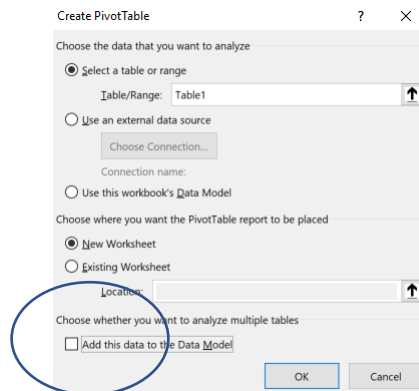 Create PivotTable ? ×
Choose the data that you want to analyze
Select a table or range
Table/Range: Table1
Use an external data source
Choose Connection...
Connection name:
Use this workbook's Data Model
Choose where you want the PivotTable report to be placed
New Worksheet
Existing Worksheet
Location:
Choose whether you want to analyze multiple tables
Add this data to the Data Model
OK Cancel